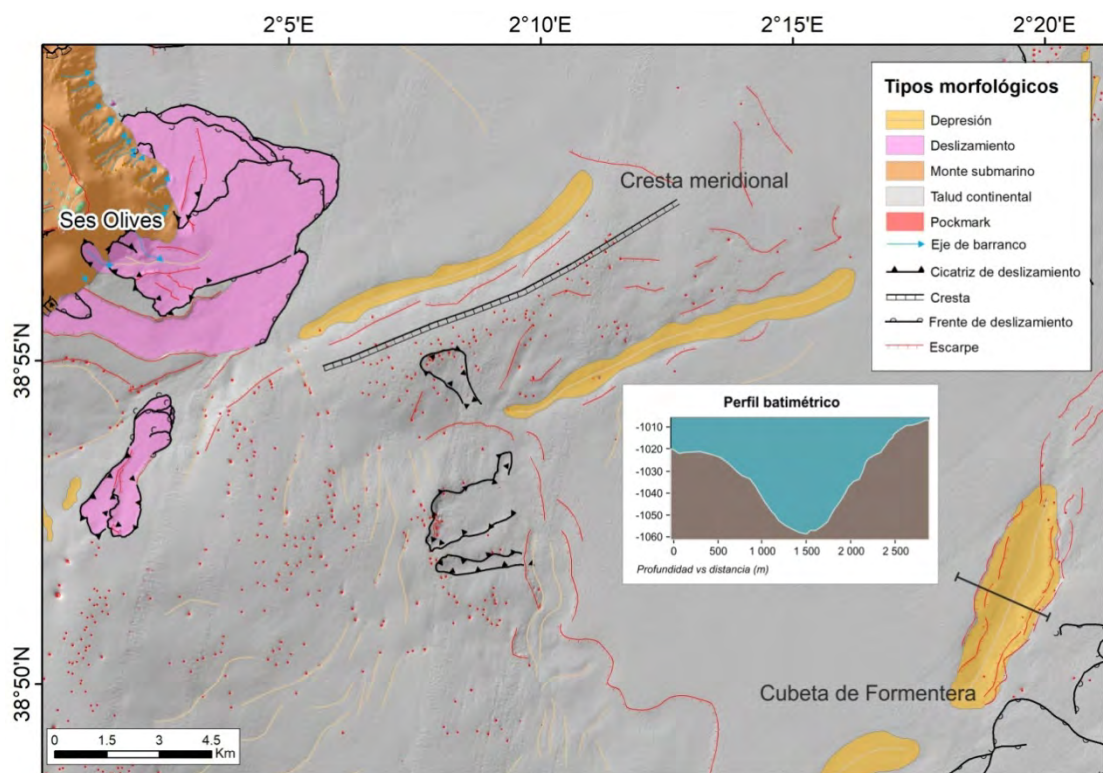 2°5'E 2°10'E 2°15'E 2°20'E
Tipos morfológicos
Depresión
Deslizamiento
Monte submarino
Talud continental
Pockmark
Eje de barranco
Cicatriz de deslizamiento
Cresta
Frente de deslizamiento
Escarpe
Cresta meridional
Ses Olives
38°55'N
Perfil batimétrico
-1010
-1020
-1030
-1040
-1050
-1060
0 500 1 000 1 500 2 000 2 500
Profundidad vs distancia (m)
38°50'N
Cubeta de Formentera
0 1.5 3 4.5
Km